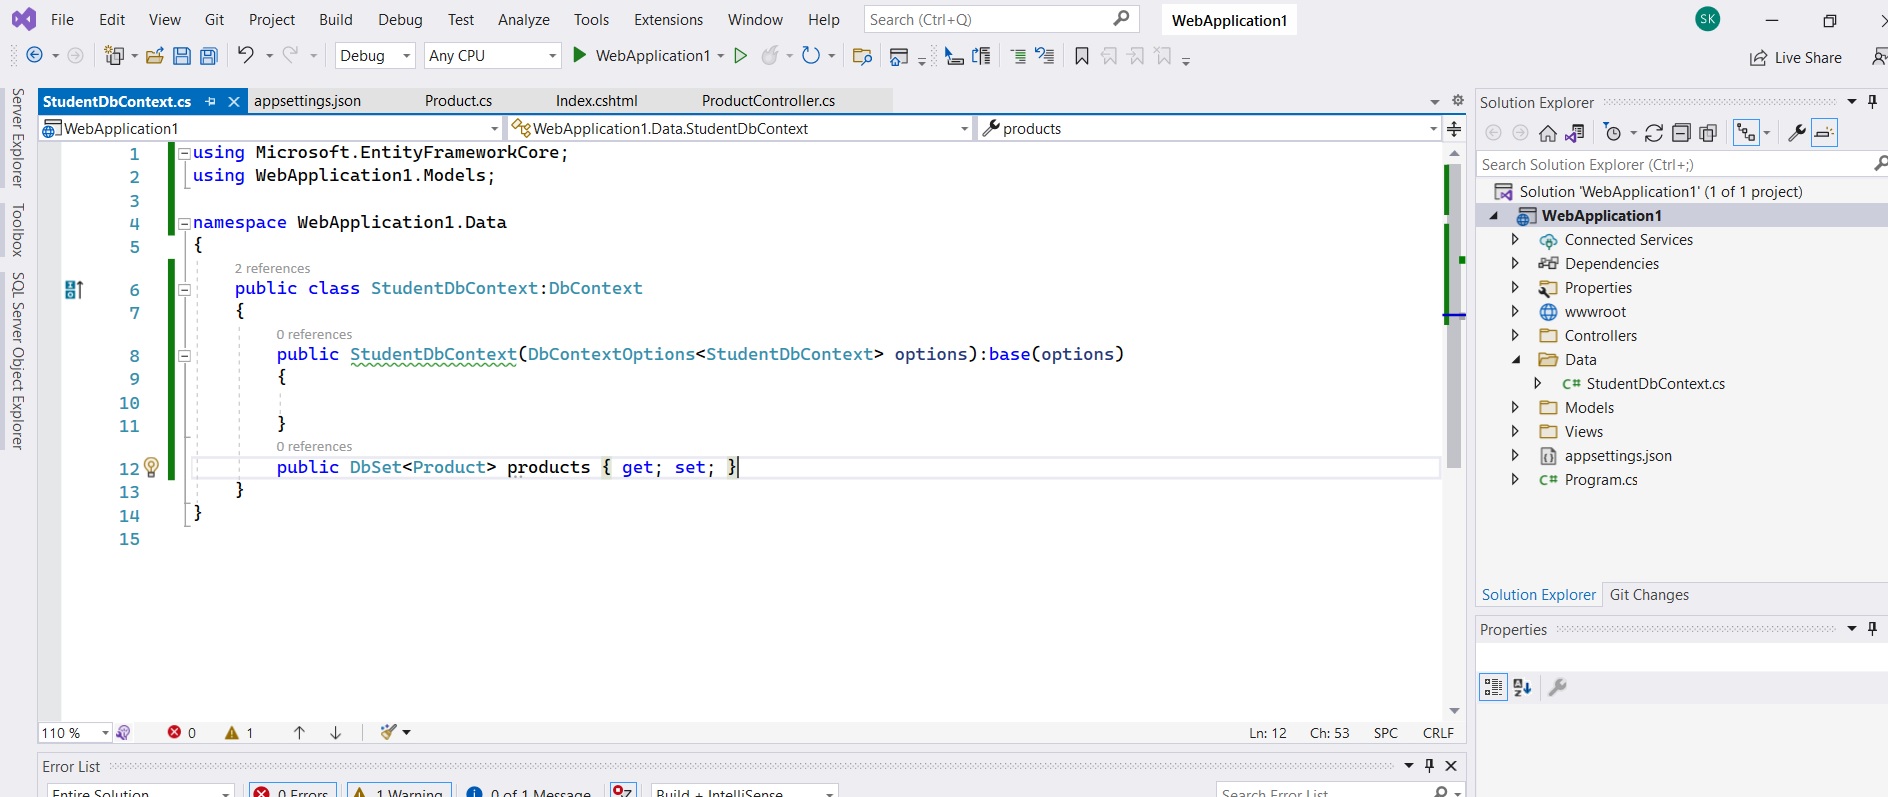 File Edit View Git Project Build Debug Test Analyze Tools Extensions Window Help Search (Ctrl+Q) WebApplication1 SK
Debug Any CPU WebApplication1 Live Share
Server Explorer
Toolbox
SQL Server Object Explorer
StudentDbContext.cs appsettings.json Product.cs Index.cshtml ProductController.cs
WebApplication1 WebApplication1.Data.StudentDbContext products
1 using Microsoft.EntityFrameworkCore;
2 using WebApplication1.Models;
3
4 namespace WebApplication1.Data
5 {
2 references
6 public class StudentDbContext:DbContext
7 {
0 references
8 public StudentDbContext(DbContextOptions<StudentDbContext> options):base(options)
9 {
10
11 }
0 references
12 public DbSet<Product> products { get; set; }
13 }
14 }
15
110 % 0 1 Ln: 12 Ch: 53 SPC CRLF
Error List
Entire Solution 0 Errors 1 Warning 0 of 1 Message Build + IntelliSense Search Error List
Solution Explorer
Search Solution Explorer (Ctrl+;)
Solution 'WebApplication1' (1 of 1 project)
WebApplication1
Connected Services
Dependencies
Properties
wwwroot
Controllers
Data
C# StudentDbContext.cs
Models
Views
appsettings.json
C# Program.cs
Solution Explorer Git Changes
Properties